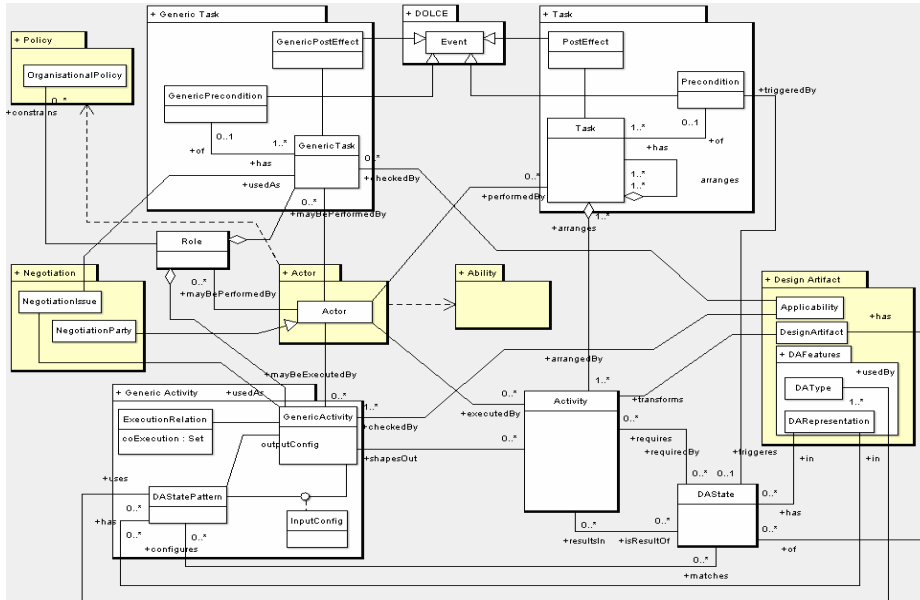 + Generic Task
+ DOLCE
+ Task
+ Policy
GenericPostEffect
Event
PostEffect
OrganisationalPolicy
GenericPrecondition
Precondition
0..*
+constrains
+triggeredBy
0..1
+of
1..*
+has
GenericTask
0..*
+checkedBy
Task
1..*
+has
0..1
+of
+usedAs
0..*
+mayBePerformedBy
0..*
+performedBy
1..*
1..*
arranges
1..*
+arranges
Role
0..*
+mayBePerformedBy
+ Negotiation
NegotiationIssue
NegotiationParty
+ Actor
Actor
+ Ability
+ Design Artifact
Applicability
DesignArtifact
+has
+ DAFeatures
+usedBy
DAType
1..*
DARepresentation
+in
+in
+mayBeExecutedBy
0..*
+arrangedBy
1..*
+ Generic Activity
+usedAs
ExecutionRelation
coExecution : Set
GenericActivity
outputConfig
1..*
+checkedBy
0..*
+executedBy
Activity
+transforms
0..*
+shapesOut
0..*
+requires
+requiredBy
+triggeres
+uses
DAStatePattern
+has
0..*
0..*
+configures
InputConfig
0..*
0..1
DAState
0..*
+has
0..*
+resultsIn
0..*
+isResultOf
0..*
+of
0..*
+matches